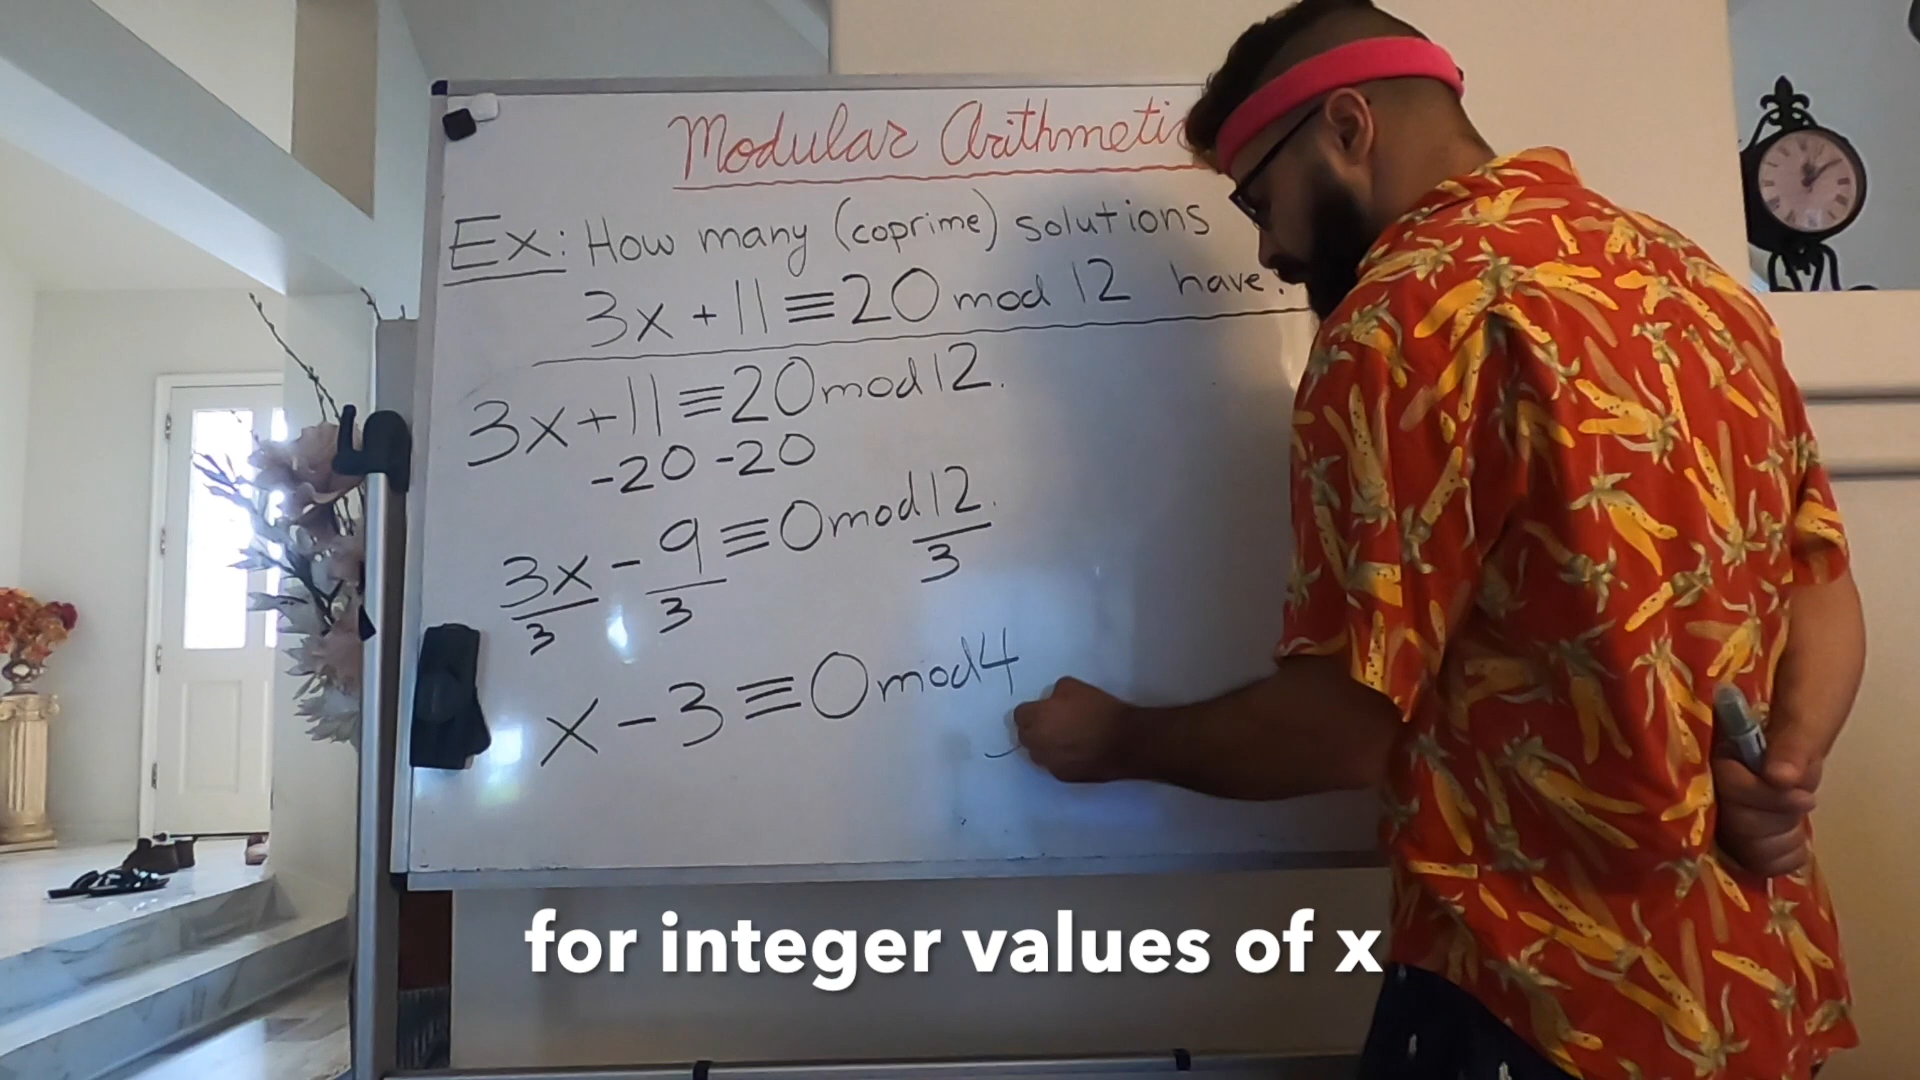 Modular Arithmetic
Ex: How many (coprime) solutions
3x + 11 ≡ 20 mod 12 have?
3x + 11 ≡ 20 mod 12.
-20 -20
3x/3 - 9/3 ≡ 0 mod 12/3.
x - 3 ≡ 0 mod 4
for integer values of x